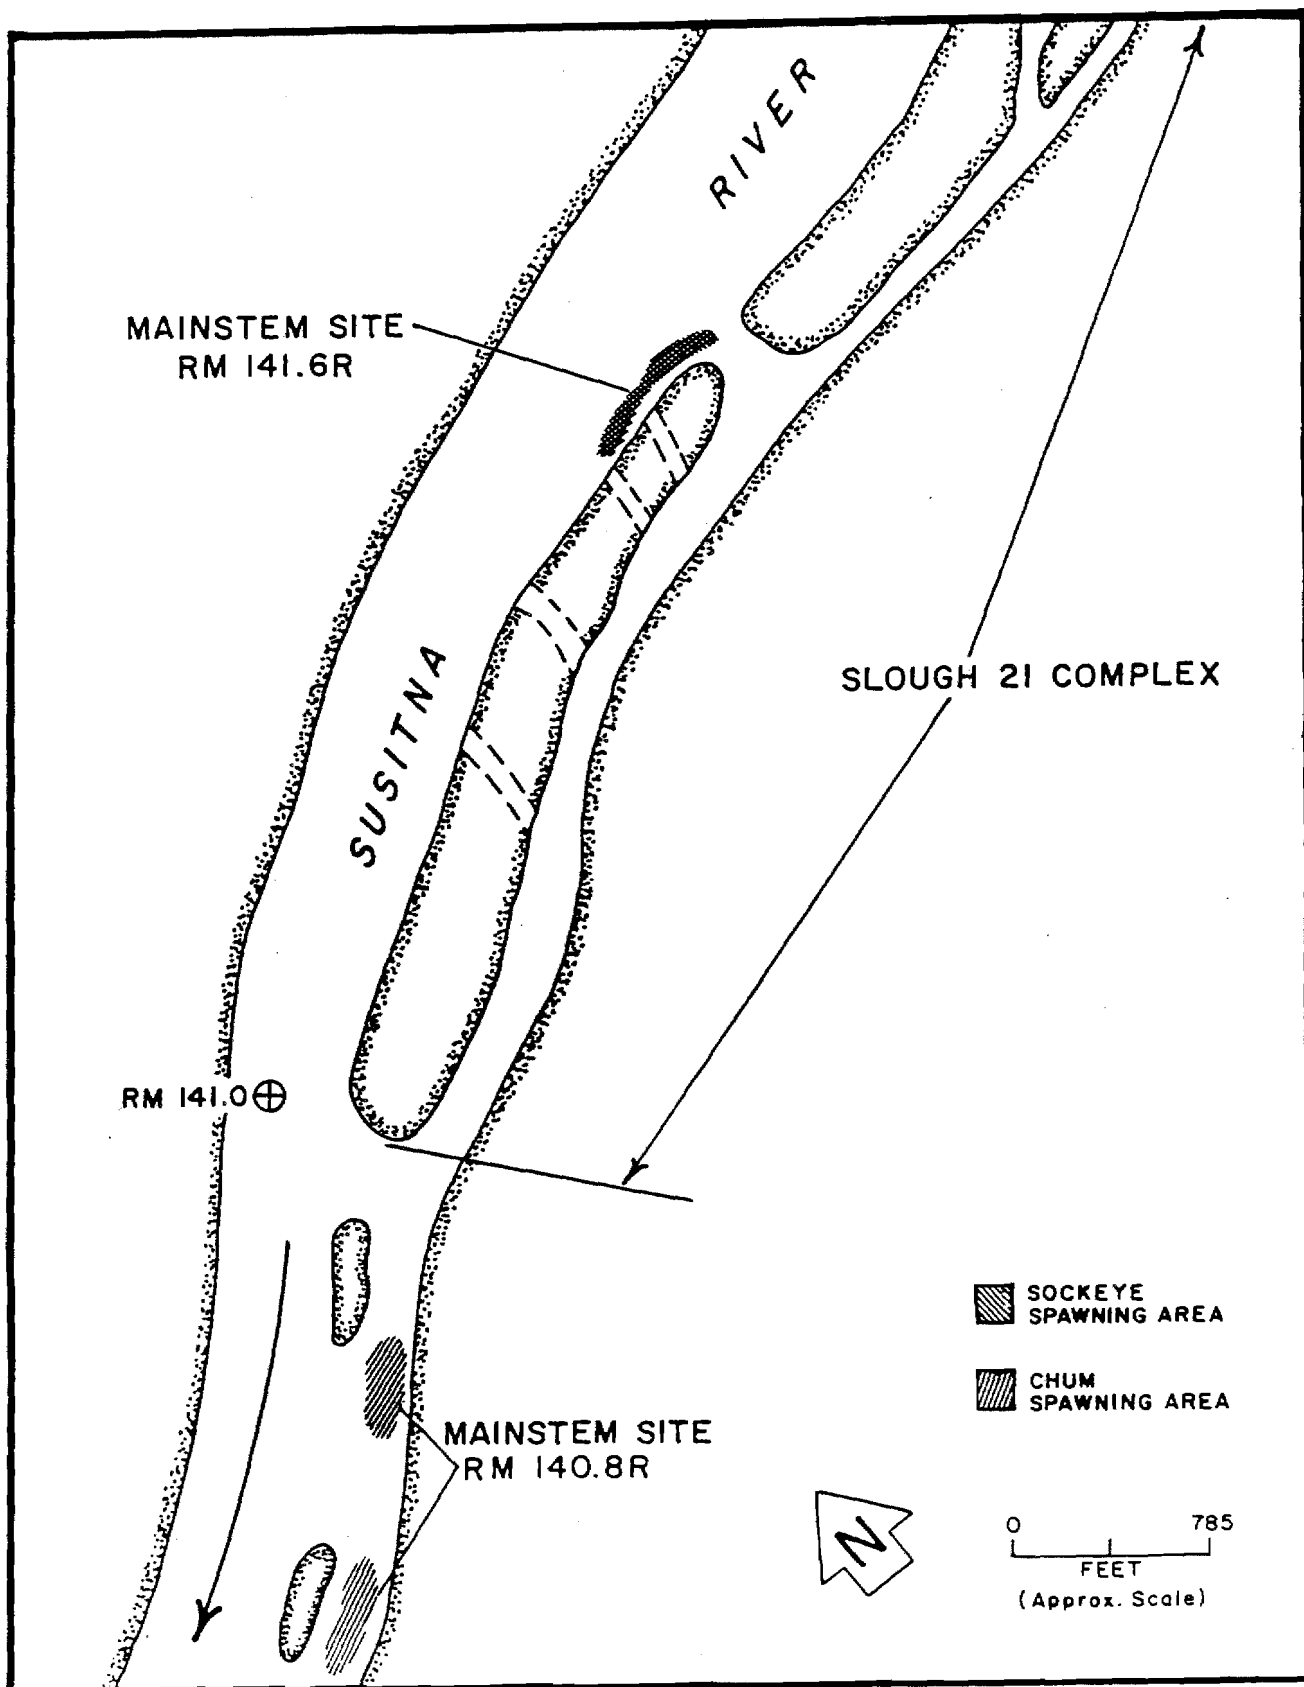 RIVER
MAINSTEM SITE
RM 141.6R
SUSITNA
SLOUGH 21 COMPLEX
RM 141.0
SOCKEYE
SPAWNING AREA
CHUM
SPAWNING AREA
MAINSTEM SITE
RM 140.8R
N
0 785
FEET
(Approx. Scale)